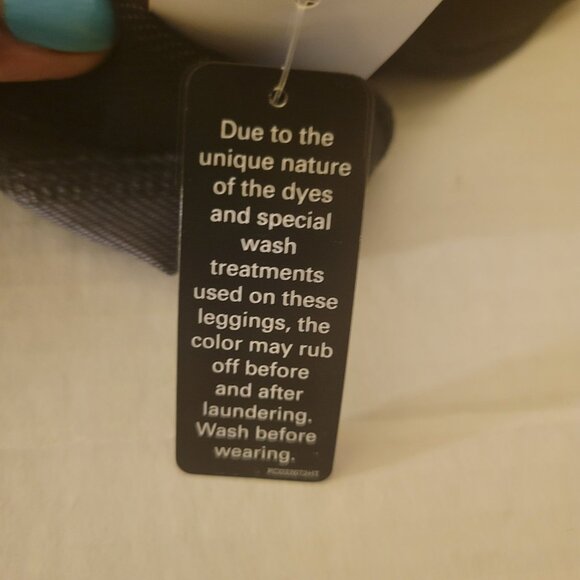 Due to the
unique nature
of the dyes
and special
wash
treatments
used on these
leggings, the
color may rub
off before
and after
laundering.
Wash before
wearing.